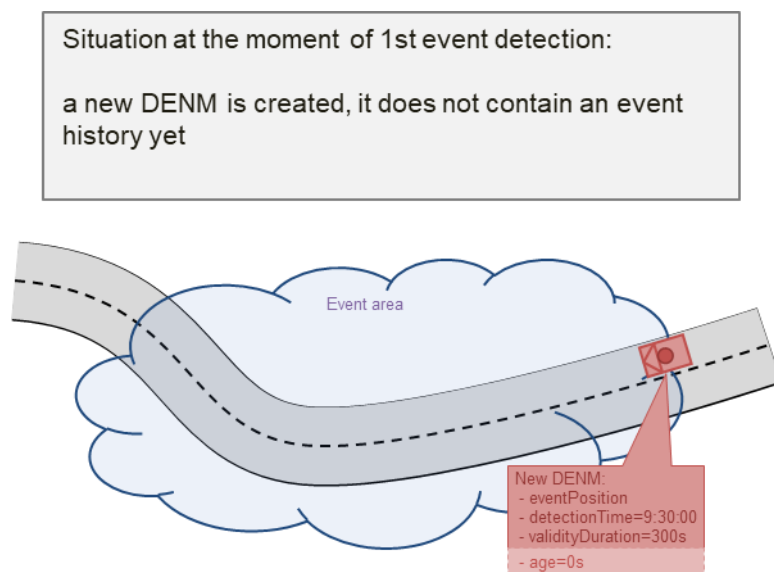 Situation at the moment of 1st event detection:
a new DENM is created, it does not contain an event
history yet
Event area
New DENM:
- eventPosition
- detectionTime=9:30:00
- validityDuration=300s
- age=0s